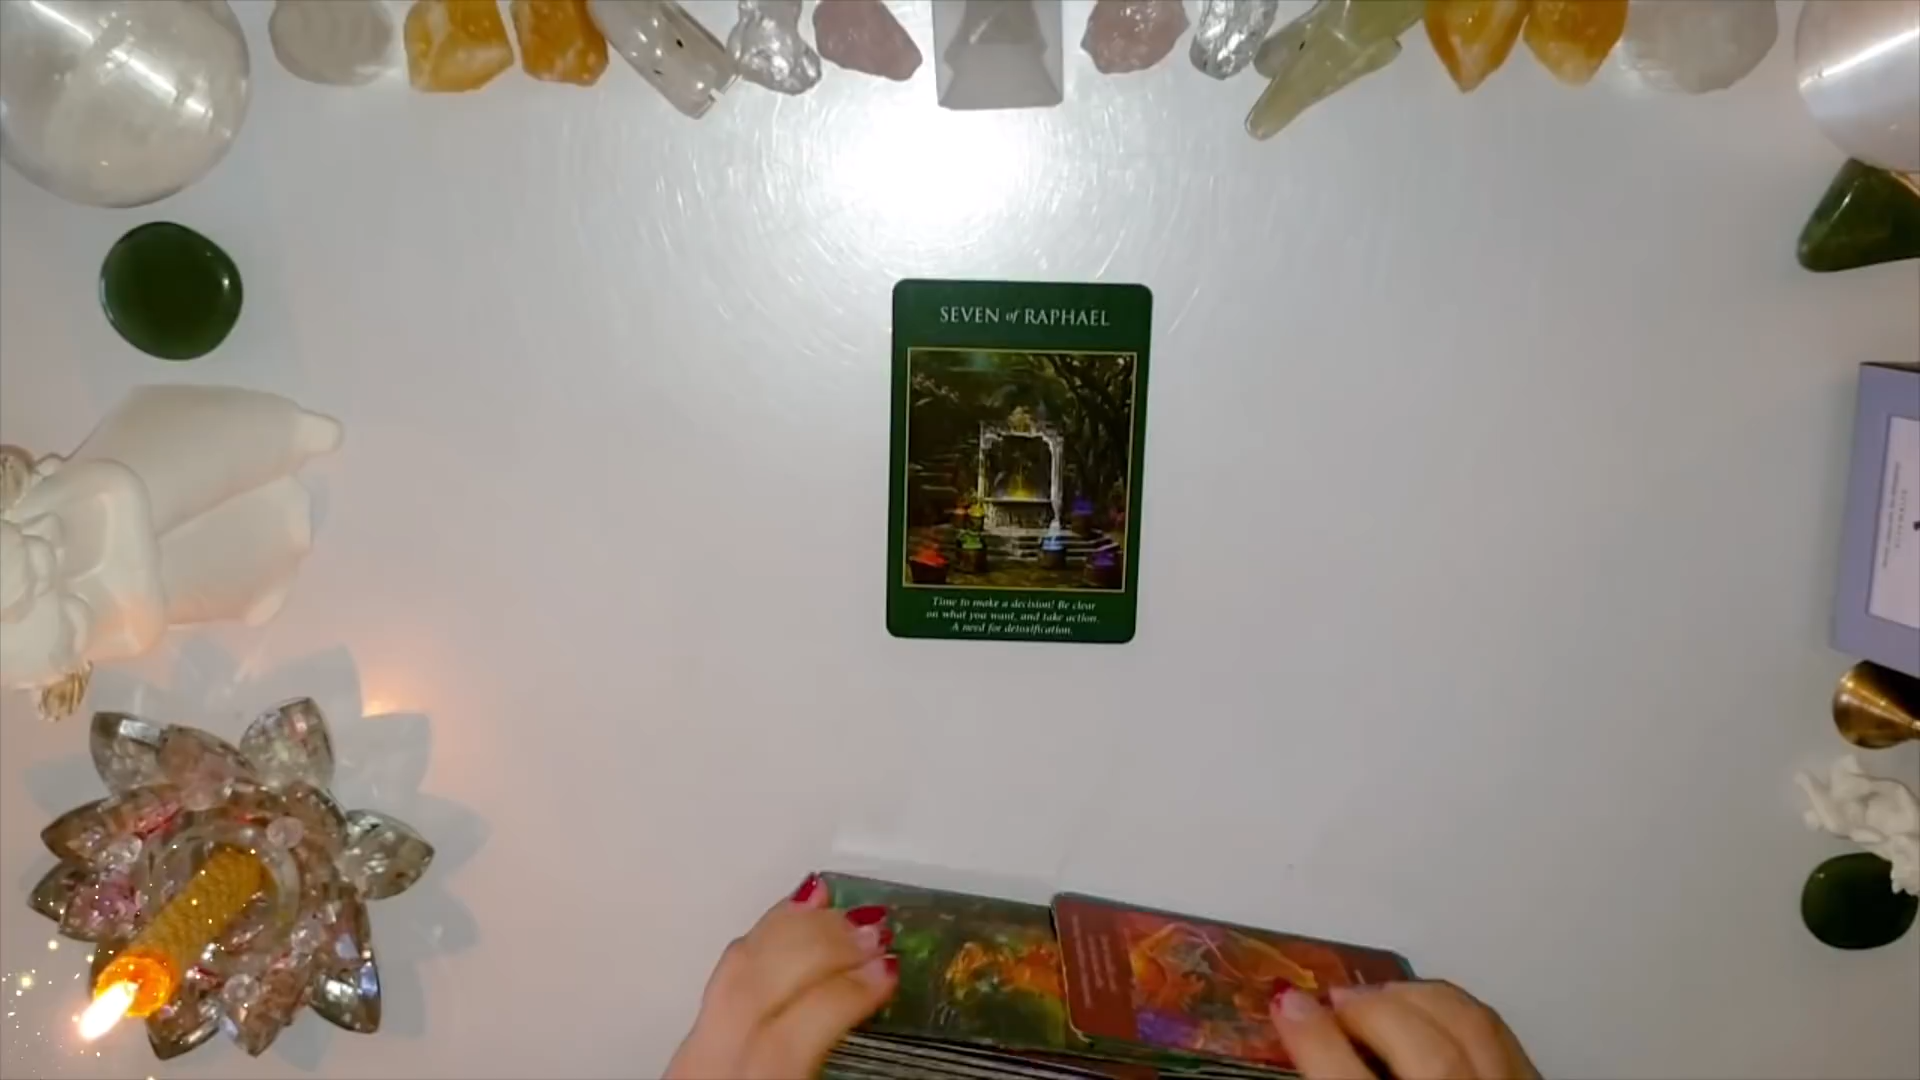 SEVEN of RAPHAEL
Time to make a decision! Be clear
on what you want, and take action.
A need for detoxification.